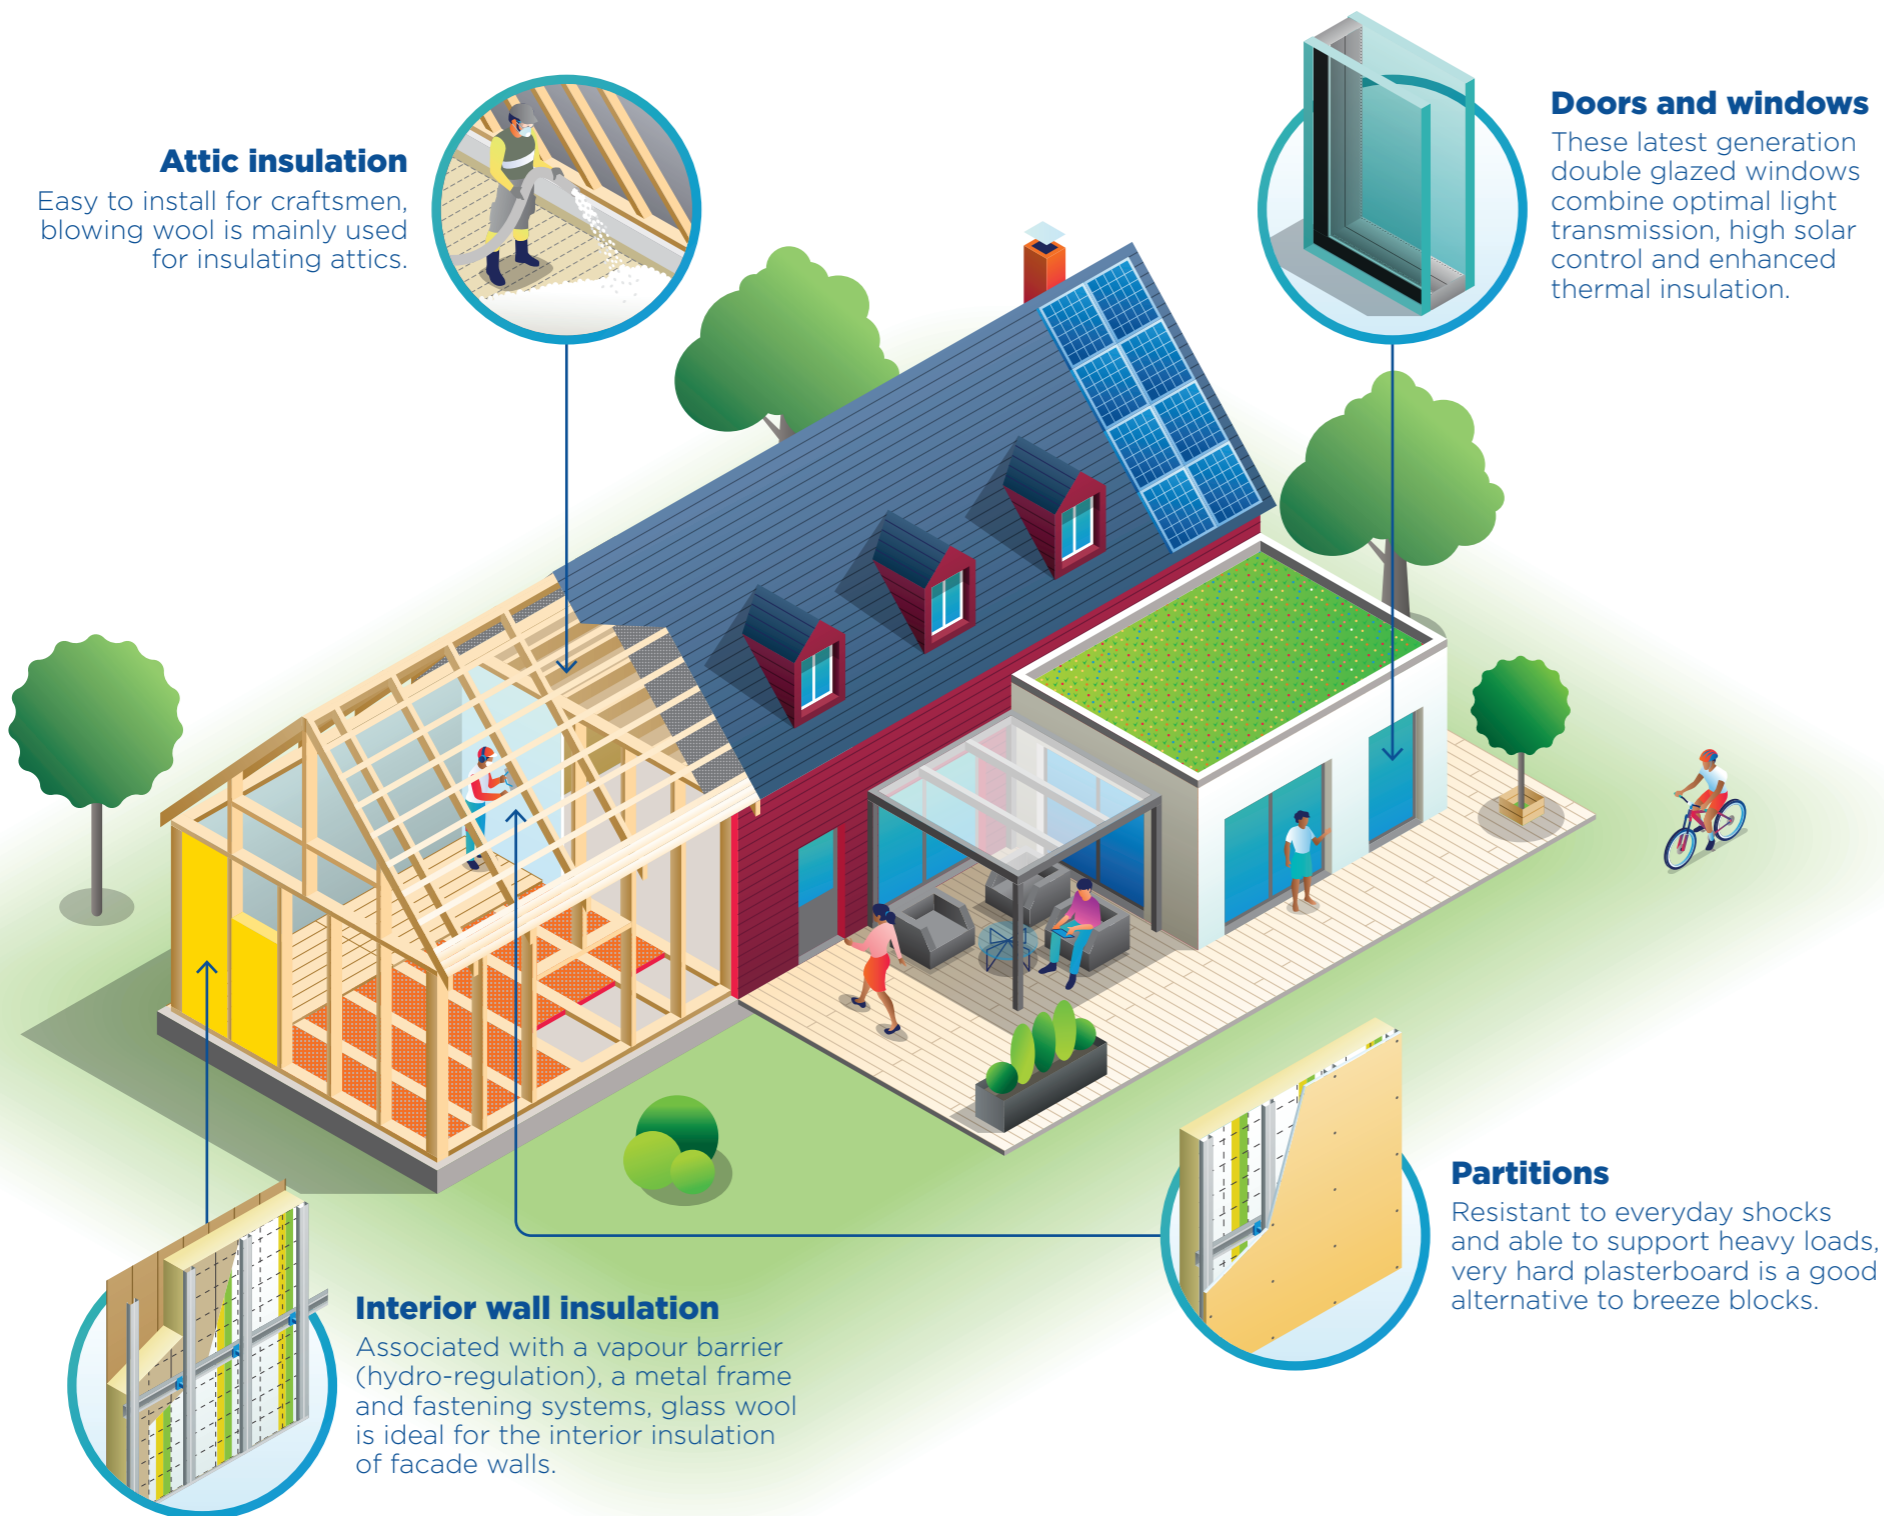 Attic insulation
Easy to install for craftsmen,
blowing wool is mainly used
for insulating attics.
Doors and windows
These latest generation
double glazed windows
combine optimal light
transmission, high solar
control and enhanced
thermal insulation.
Interior wall insulation
Associated with a vapour barrier
(hydro-regulation), a metal frame
and fastening systems, glass wool
is ideal for the interior insulation
of facade walls.
Partitions
Resistant to everyday shocks
and able to support heavy loads,
very hard plasterboard is a good
alternative to breeze blocks.